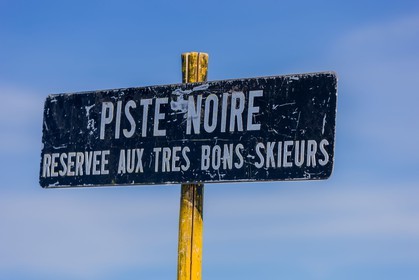 PISTE NOIRE
RESERVEE AUX TRES BONS SKIEURS